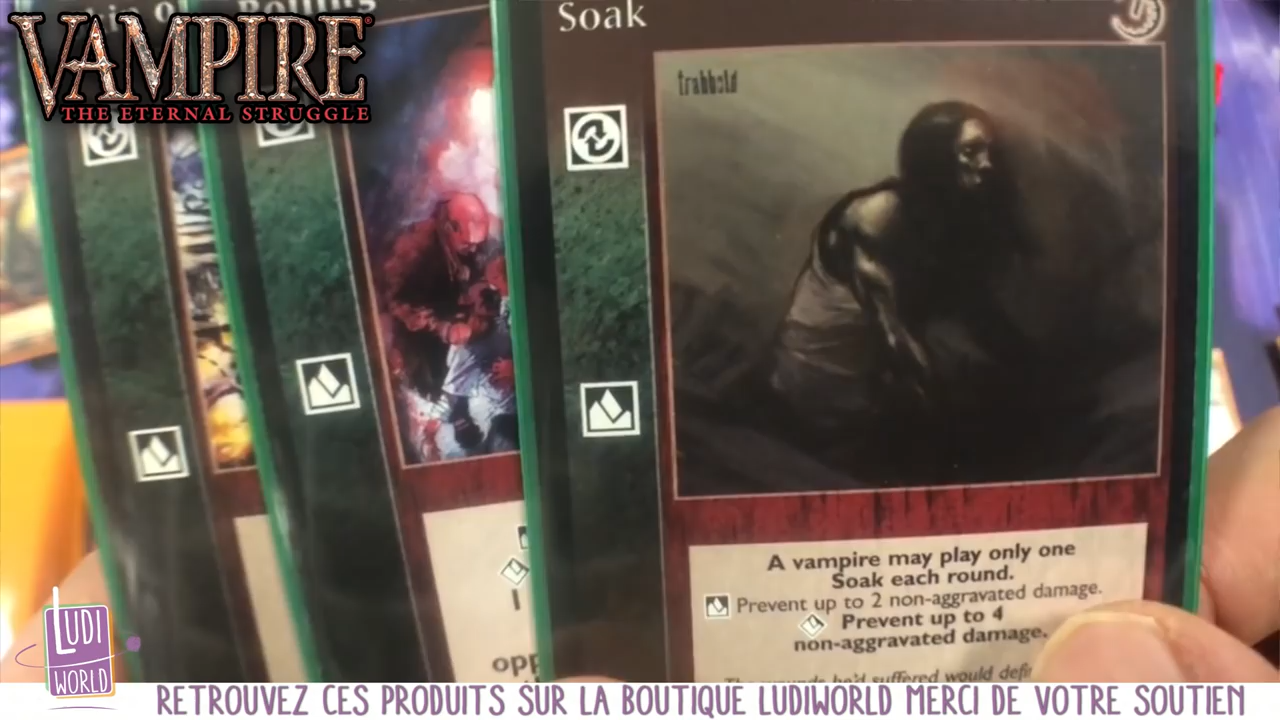 VAMPIRE
THE ETERNAL STRUGGLE
Soak
trabbold
A vampire may play only one
Soak each round.
Prevent up to 2 non-aggravated damage.
Prevent up to 4
non-aggravated damage.
LUDI
WORLD
RETROUVEZ CES PRODUITS SUR LA BOUTIQUE LUDIWORLD MERCI DE VOTRE SOUTIEN